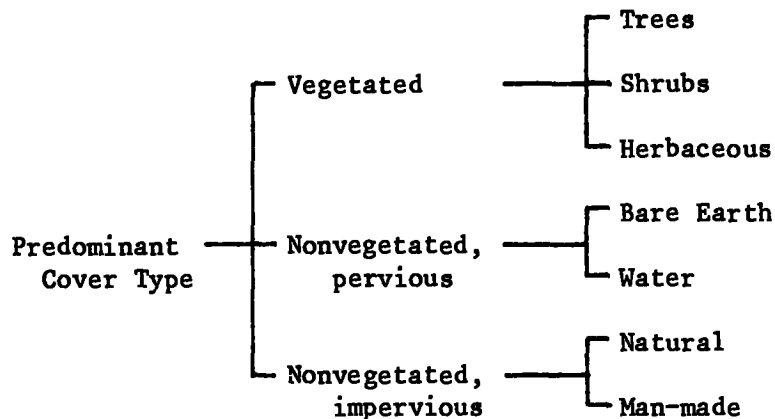 Trees
Vegetated
Shrubs
Herbaceous
Bare Earth
Predominant
Cover Type
Nonvegetated,
pervious
Water
Natural
Nonvegetated,
impervious
Man-made